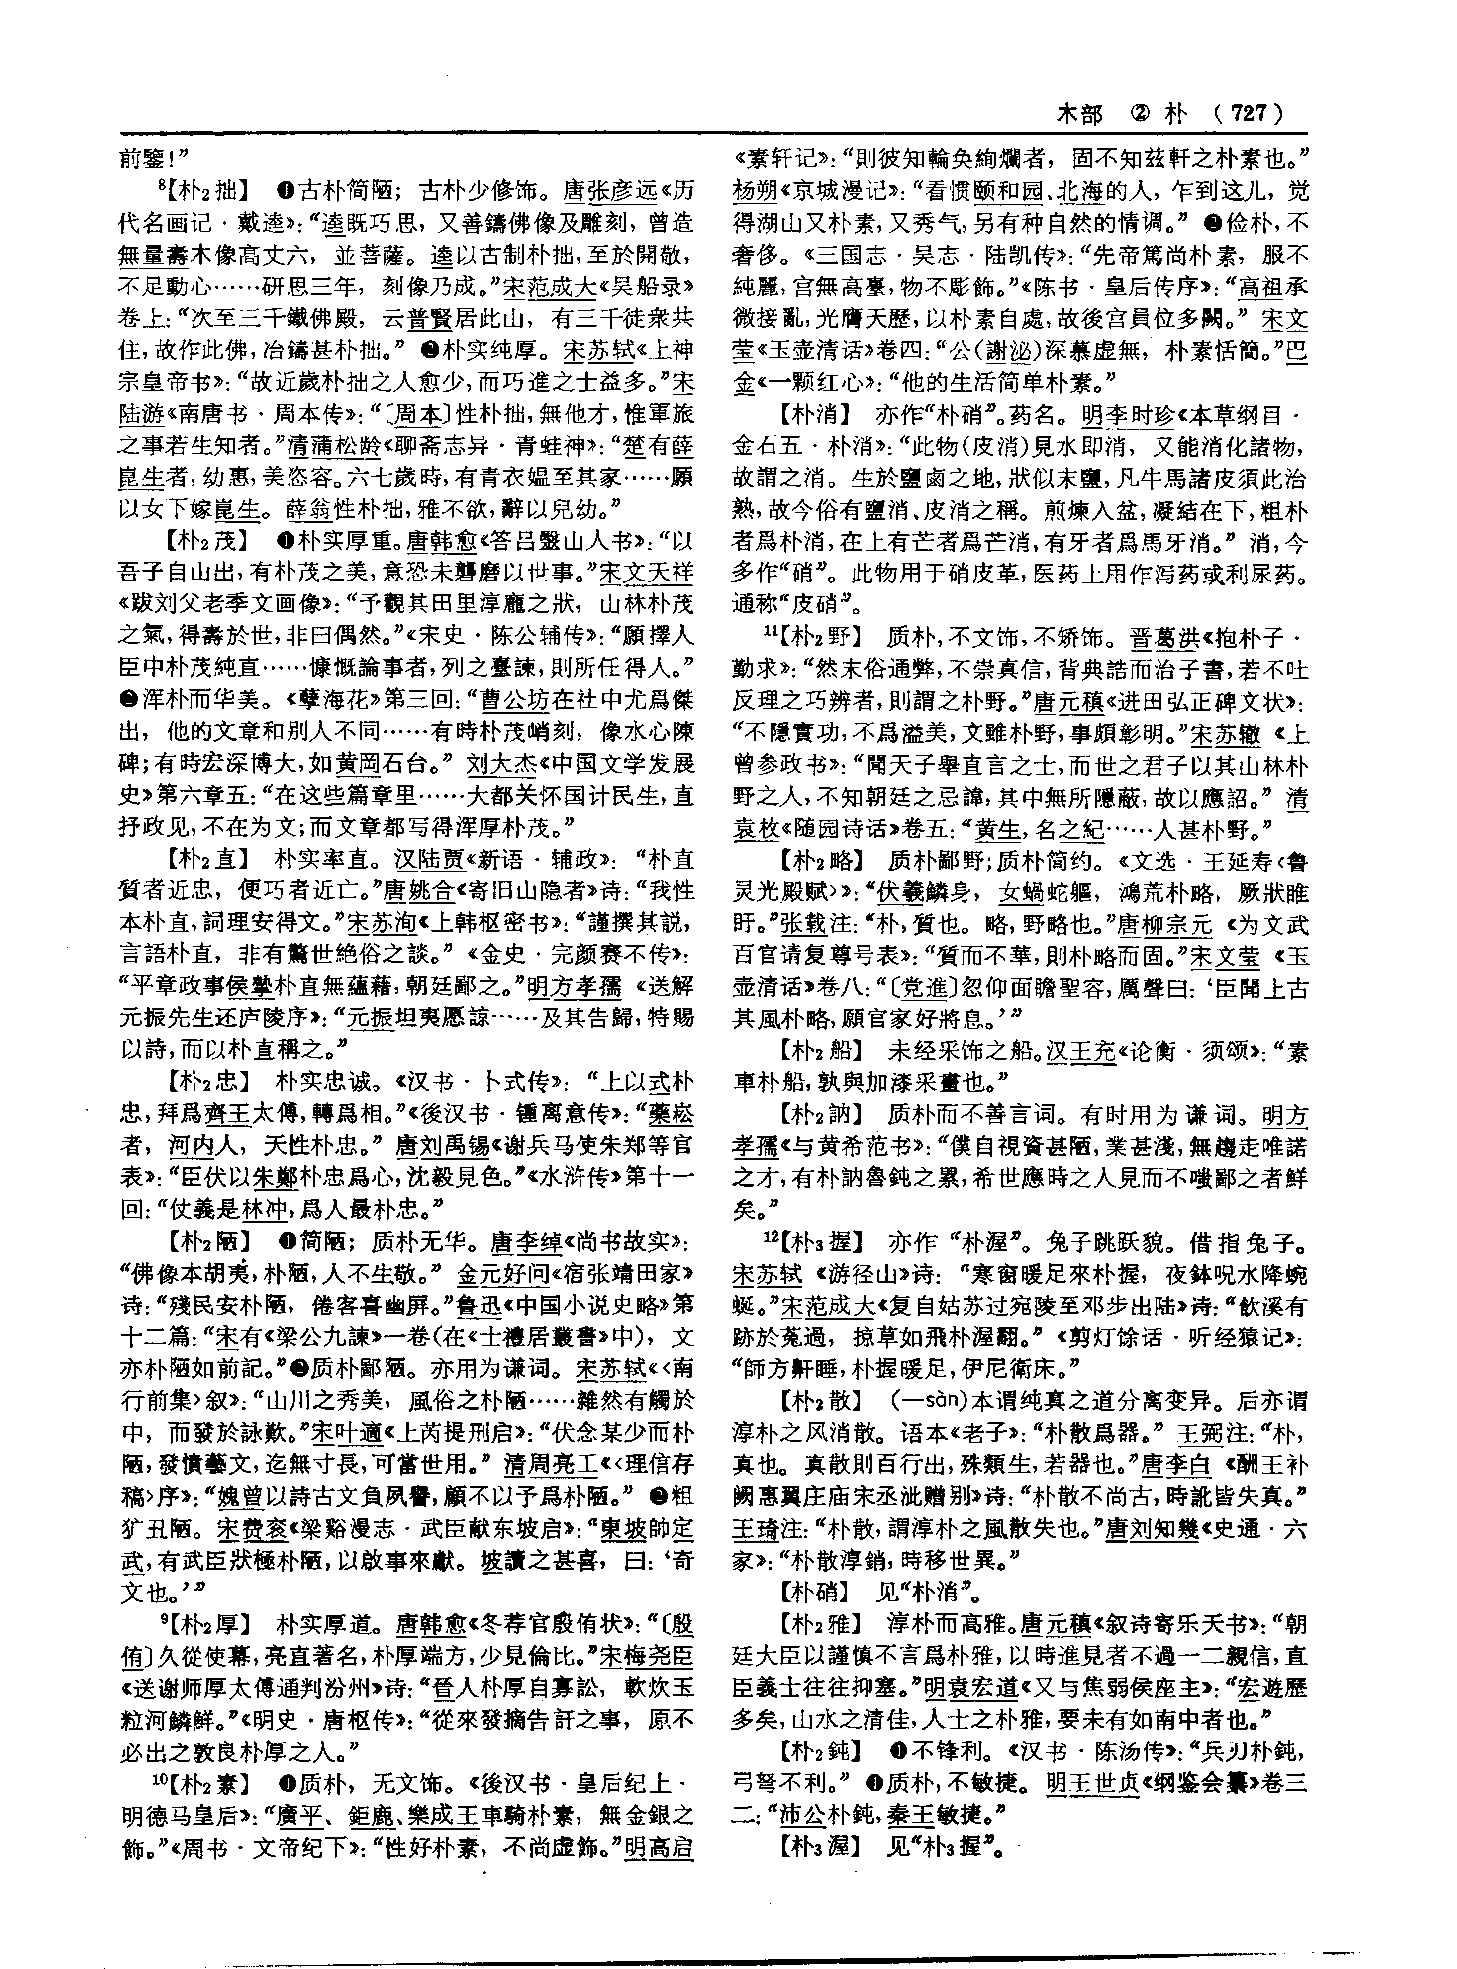 木部 ② 朴 （727）
前鑒！”
8【朴2拙】 ❶古朴简陋；古朴少修饰。唐张彦远《历
代名画记·戴逵》：“逵既巧思，又善鑄佛像及雕刻，曾造
無量壽木像高丈六，並菩薩。逵以古制朴拙，至於開敬，
不足動心……研思三年，刻像乃成。”宋范成大《吴船录》
卷上：“次至三千鐵佛殿，云普賢居此山，有三千徒衆共
住，故作此佛，冶鑄甚朴拙。” ❷朴实纯厚。宋苏轼《上神
宗皇帝书》：“故近歲朴拙之人愈少，而巧進之士益多。”宋
陆游《南唐书·周本传》：“〔周本〕性朴拙，無他才，惟軍旅
之事若生知者。”清蒲松龄《聊斋志异·青蛙神》：“楚有薛
崑生者，幼惠，美恣容。六七歲時，有青衣媪至其家……願
以女下嫁崑生。薛翁性朴拙，雅不欲，辭以兒幼。”
【朴2茂】 ❶朴实厚重。唐韩愈《答吕毉山人书》：“以
吾子自山出，有朴茂之美，意恐未礱磨以世事。”宋文天祥
《跋刘父老季文画像》：“予觀其田里淳龐之狀，山林朴茂
之氣，得壽於世，非曰偶然。”《宋史·陈公辅传》：“願擇人
臣中朴茂純直……慷慨論事者，列之臺諫，則所任得人。”
❷浑朴而华美。《孽海花》第三回：“曹公坊在社中尤爲傑
出，他的文章和别人不同……有時朴茂峭刻，像水心陳
碑；有時宏深博大，如黄岡石台。” 刘大杰《中国文学发展
史》第六章五：“在这些篇章里……大都关怀国计民生，直
抒政见，不在为文；而文章都写得浑厚朴茂。”
【朴2直】 朴实率直。汉陆贾《新语·辅政》：“朴直
質者近忠，便巧者近亡。”唐姚合《寄旧山隐者》诗：“我性
本朴直，詞理安得文。”宋苏洵《上韩枢密书》：“謹撰其説，
言語朴直，非有驚世絶俗之談。”《金史·完颜赛不传》：
“平章政事侯摯朴直無藴藉，朝廷鄙之。”明方孝孺《送解
元振先生还庐陵序》：“元振坦夷愿諒……及其告歸，特賜
以詩，而以朴直稱之。”
【朴2忠】 朴实忠诚。《汉书·卜式传》：“上以式朴
忠，拜爲齊王太傅，轉爲相。”《後汉书·锺离意传》：“藥崧
者，河内人，天性朴忠。” 唐刘禹锡《谢兵马使朱郑等官
表》：“臣伏以朱鄭朴忠爲心，沈毅見色。”《水浒传》第十一
回：“仗義是林冲，爲人最朴忠。”
【朴2陋】 ❶简陋；质朴无华。唐李绰《尚书故实》：
“佛像本胡夷，朴陋，人不生敬。” 金元好问《宿张靖田家》
诗：“殘民安朴陋，倦客喜幽屏。”鲁迅《中国小说史略》第
十二篇：“宋有《梁公九諫》一卷（在《士禮居叢書》中），文
亦朴陋如前記。”❷质朴鄙陋。亦用为谦词。宋苏轼《〈南
行前集〉叙》：“山川之秀美，風俗之朴陋……雜然有觸於
中，而發於詠歎。”宋叶適《上芮提刑启》：“伏念某少而朴
陋，發憤藝文，迄無寸長，可當世用。” 清周亮工《〈理信存
稿〉序》：“媿曾以詩古文負夙譽，顧不以予爲朴陋。” ❸粗
犷丑陋。宋费衮《梁谿漫志·武臣献东坡启》：“東坡帥定
武，有武臣狀極朴陋，以啟事來獻。坡讀之甚喜，曰：‘奇
文也。’”
9【朴2厚】 朴实厚道。唐韩愈《冬荐官殷侑状》：“〔殷
侑〕久從使幕，亮直著名，朴厚端方，少見倫比。”宋梅尧臣
《送谢师厚太傅通判汾州》诗：“晉人朴厚自寡訟，軟炊玉
粒河鱗鮮。”《明史·唐枢传》：“從來發摘告訐之事，原不
必出之敦良朴厚之人。”
10【朴2素】 ❶质朴，无文饰。《後汉书·皇后纪上·
明德马皇后》：“廣平、鉅鹿、樂成王車騎朴素，無金銀之
飾。”《周书·文帝纪下》：“性好朴素，不尚虚飾。”明高启
《素轩记》：“則彼知輪奂絢爛者，固不知兹軒之朴素也。”
杨朔《京城漫记》：“看惯颐和园、北海的人，乍到这儿，觉
得湖山又朴素，又秀气，另有种自然的情调。” ❷俭朴，不
奢侈。《三国志·吴志·陆凯传》：“先帝篤尚朴素，服不
純麗，宫無高臺，物不彫飾。”《陈书·皇后传序》：“高祖承
微接亂，光膺天歷，以朴素自處，故後宫員位多闕。” 宋文
莹《玉壶清话》卷四：“公（謝泌）深慕虚無，朴素恬簡。”巴
金《一颗红心》：“他的生活简单朴素。”
【朴消】 亦作“朴硝”。药名。明李时珍《本草纲目·
金石五·朴消》：“此物（皮消）見水即消，又能消化諸物，
故謂之消。生於鹽鹵之地，狀似末鹽，凡牛馬諸皮須此治
熟，故今俗有鹽消、皮消之稱。煎煉入盆，凝結在下，粗朴
者爲朴消，在上有芒者爲芒消，有牙者爲馬牙消。” 消，今
多作“硝”。此物用于硝皮革，医药上用作泻药或利尿药。
通称“皮硝”。
11【朴2野】 质朴，不文饰，不矫饰。晋葛洪《抱朴子·
勤求》：“然末俗通弊，不崇真信，背典誥而治子書，若不吐
反理之巧辨者，則謂之朴野。”唐元稹《进田弘正碑文状》：
“不隱實功，不爲溢美，文雖朴野，事頗彰明。”宋苏辙《上
曾参政书》：“聞天子舉直言之士，而世之君子以其山林朴
野之人，不知朝廷之忌諱，其中無所隱蔽，故以應詔。” 清
袁枚《随园诗话》卷五：“黄生，名之紀……人甚朴野。”
【朴2略】 质朴鄙野；质朴简约。《文选·王延寿〈鲁
灵光殿赋〉》：“伏羲鱗身，女媧蛇軀，鴻荒朴略，厥狀睢
盱。”张载注：“朴，質也。略，野略也。”唐柳宗元《为文武
百官请复尊号表》：“質而不華，則朴略而固。”宋文莹《玉
壶清话》卷八：“〔党進〕忽仰面瞻聖容，厲聲曰：‘臣聞上古
其風朴略，願官家好將息。’”
【朴2船】 未经采饰之船。汉王充《论衡·须颂》：“素
車朴船，孰與加漆采畫也。”
【朴2訥】 质朴而不善言词。有时用为谦词。明方
孝孺《与黄希范书》：“僕自視資甚陋，業甚淺，無趨走唯諾
之才，有朴訥魯鈍之累，希世應時之人見而不嗤鄙之者鮮
矣。”
12【朴3握】 亦作“朴渥”。兔子跳跃貌。借指兔子。
宋苏轼《游径山》诗：“寒窗暖足來朴握，夜鉢呪水降蜿
蜒。”宋范成大《复自姑苏过宛陵至邓步出陆》诗：“飲溪有
跡於菟過，掠草如飛朴渥翻。”《剪灯馀话·听经猿记》：
“師方鼾睡，朴握暖足，伊尼衛床。”
【朴2散】 （—sàn）本谓纯真之道分离变异。后亦谓
淳朴之风消散。语本《老子》：“朴散爲器。” 王弼注：“朴，
真也。真散則百行出，殊類生，若器也。”唐李白《酬王补
阙惠翼庄庙宋丞泚赠别》诗：“朴散不尚古，時訛皆失真。”
王琦注：“朴散，謂淳朴之風散失也。”唐刘知幾《史通·六
家》：“朴散淳銷，時移世異。”
【朴硝】 见“朴消”。
【朴2雅】 淳朴而高雅。唐元稹《叙诗寄乐天书》：“朝
廷大臣以謹慎不言爲朴雅，以時進見者不過一二親信，直
臣義士往往抑塞。”明袁宏道《又与焦弱侯座主》：“宏遊歷
多矣，山水之清佳，人士之朴雅，要未有如南中者也。”
【朴2鈍】 ❶不锋利。《汉书·陈汤传》：“兵刃朴鈍，
弓弩不利。” ❶质朴，不敏捷。明王世贞《纲鉴会纂》卷三
二：“沛公朴鈍，秦王敏捷。”
【朴3渥】 见“朴3握”。